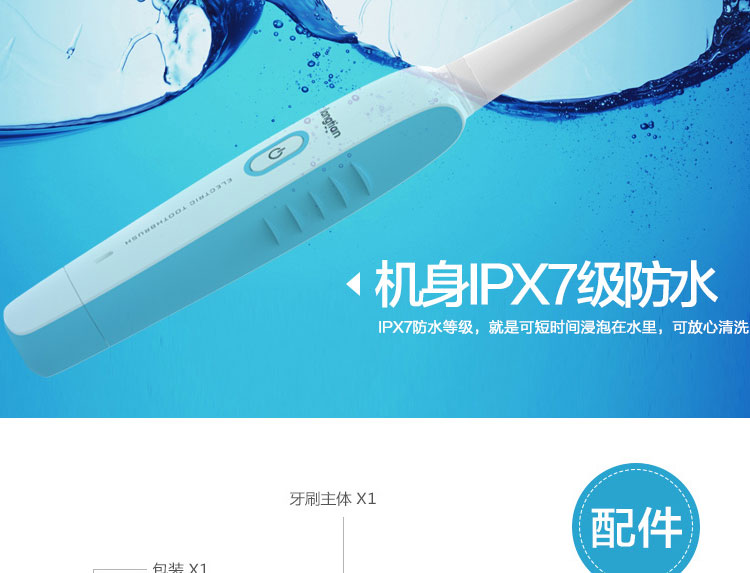 ELECTRIC TOOTHBRUSH
机身IPX7级防水
IPX7防水等级，就是可短时间浸泡在水里，可放心清洗
牙刷主体 X1
配件
包装 X1